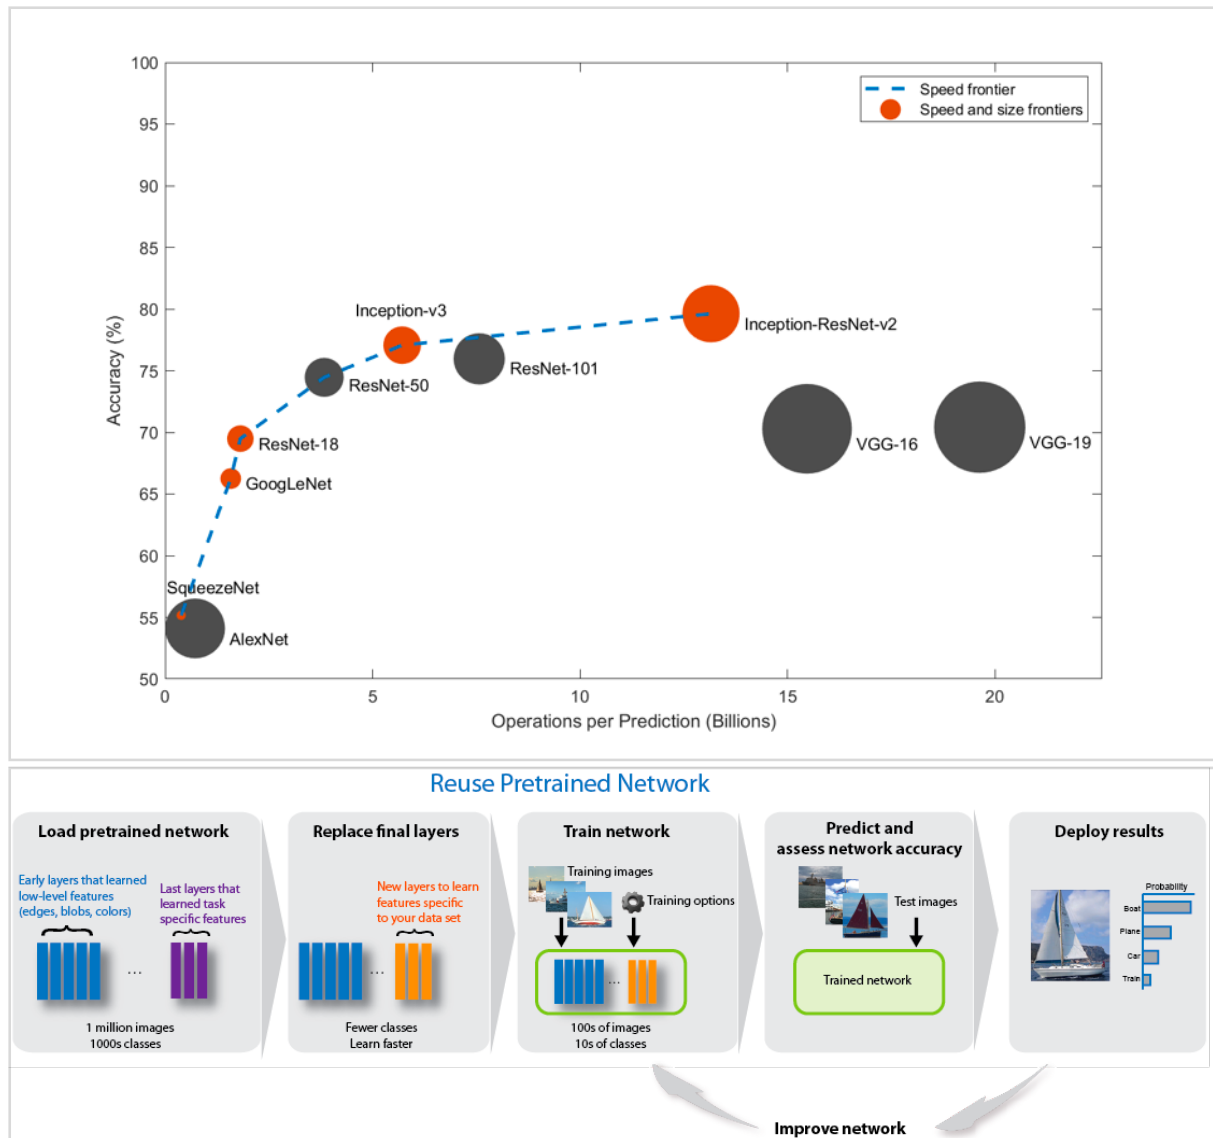 100
95
90
85
80
75
70
65
60
55
50
Accuracy (%)
0
5
10
15
20
Operations per Prediction (Billions)
Speed frontier
Speed and size frontiers
Inception-v3
Inception-ResNet-v2
ResNet-101
ResNet-50
ResNet-18
GoogLeNet
VGG-16
VGG-19
SqueezeNet
AlexNet
Reuse Pretrained Network
Load pretrained network
Early layers that learned
low-level features
(edges, blobs, colors)
Last layers that
learned task
specific features
...
1 million images
1000s classes
Replace final layers
New layers to learn
features specific
to your data set
...
Fewer classes
Learn faster
Train network
Training images
Training options
...
100s of images
10s of classes
Predict and
assess network accuracy
Test images
Trained network
Deploy results
Probability
Boat
Plane
Car
Train
Improve network